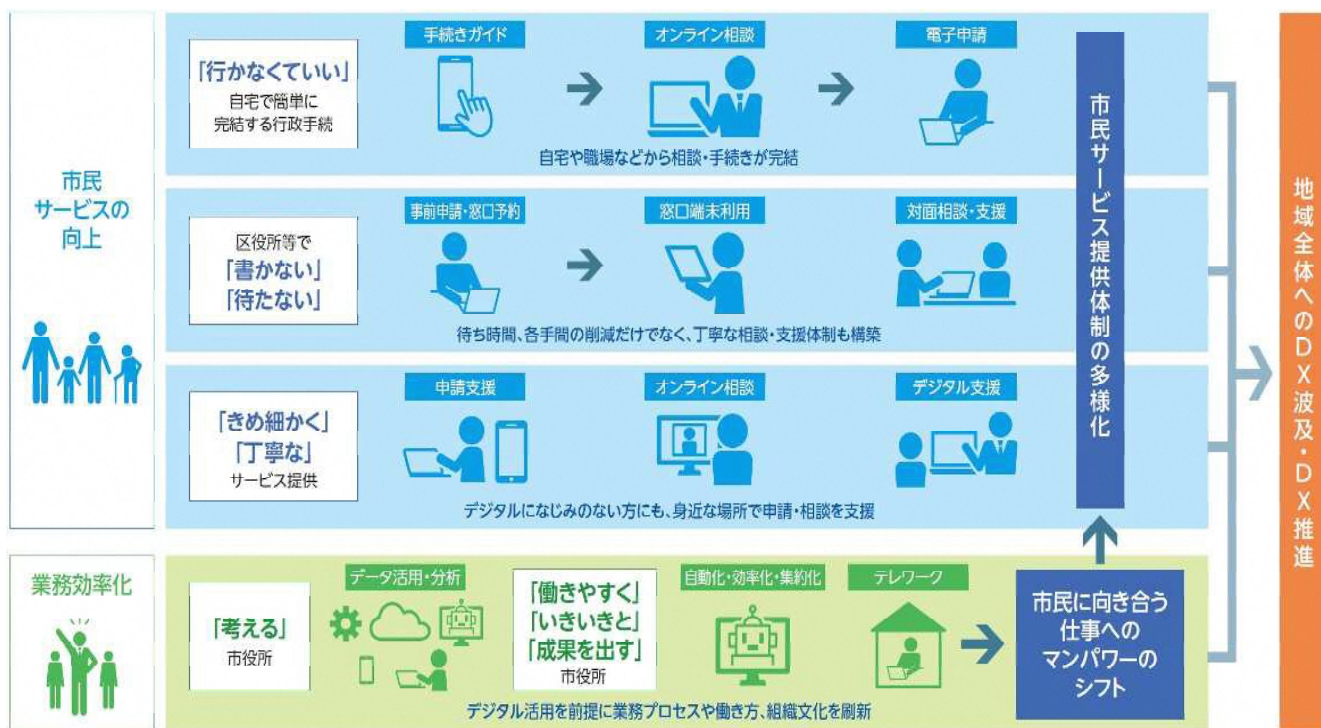 市民
サービスの
向上
「行かなくていい」
自宅で簡単に
完結する行政手続
手続きガイド
オンライン相談
電子申請
自宅や職場などから相談・手続きが完結
区役所等で
「書かない」
「待たない」
事前申請・窓口予約
窓口端末利用
対面相談・支援
待ち時間、各手間の削減だけでなく、丁寧な相談・支援体制も構築
「きめ細かく」
「丁寧な」
サービス提供
申請支援
オンライン相談
デジタル支援
デジタルになじみのない方にも、身近な場所で申請・相談を支援
市民サービス提供体制の多様化
業務効率化
「考える」
市役所
データ活用・分析
「働きやすく」
「いきいきと」
「成果を出す」
市役所
自動化・効率化・集約化
テレワーク
デジタル活用を前提に業務プロセスや働き方、組織文化を刷新
市民に向き合う
仕事への
マンパワーの
シフト
地域全体へのDX波及・DX推進